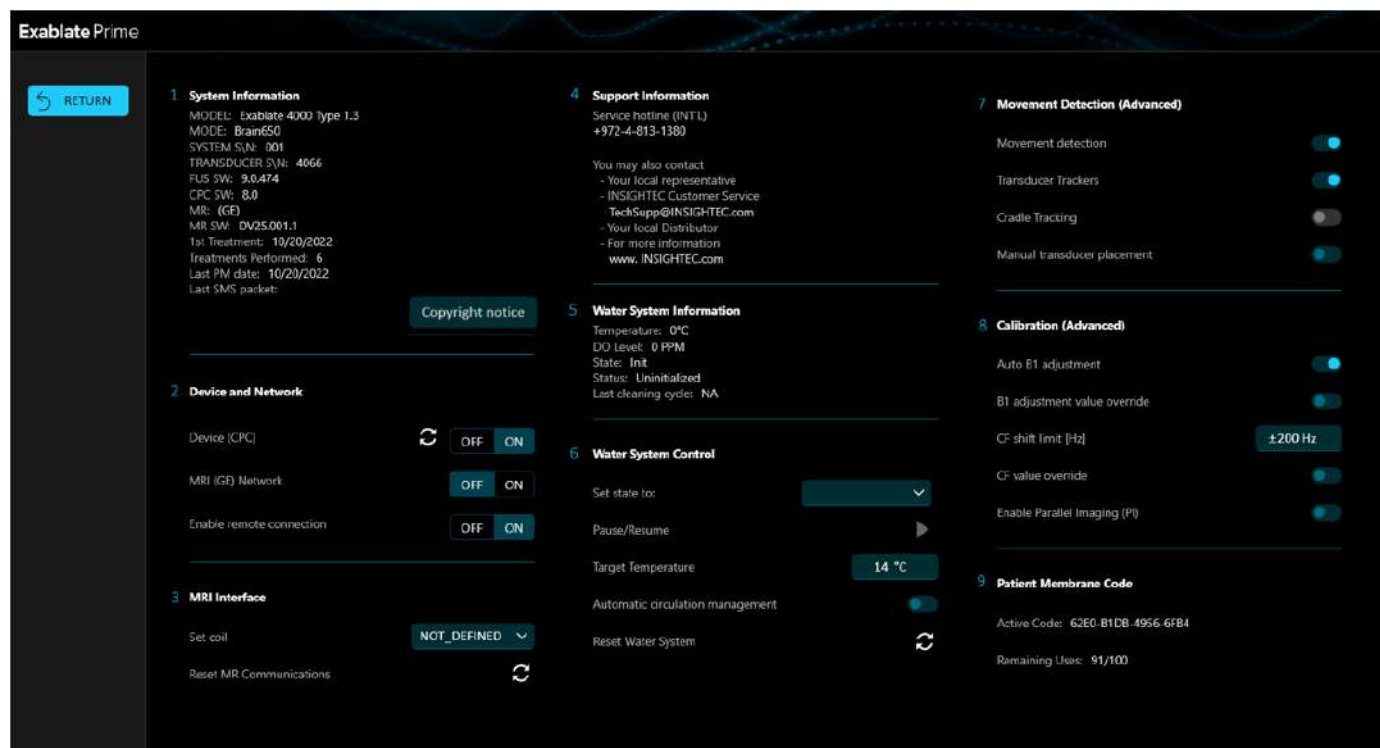 Exablate Prime
RETURN
1 System Information
MODEL: Exablate 4000 Type 1.3
MODE: Brain650
SYSTEM S\N: 001
TRANSDUCER S\N: 4066
FUS SW: 9.0.474
CPC SW: 8.0
MR: (GE)
MR SW: DV25.001.1
1st Treatment: 10/20/2022
Treatments Performed: 6
Last PM date: 10/20/2022
Last SMS packet:
Copyright notice
2 Device and Network
Device (CPC) OFF ON
MRI (GE) Network OFF ON
Enable remote connection OFF ON
3 MRI Interface
Set coil NOT_DEFINED
Reset MR Communications
4 Support Information
Service hotline (INT'L)
+972-4-813-1380
You may also contact
- Your local representative
- INSIGHTEC Customer Service
TechSupp@INSIGHTEC.com
- Your local Distributor
- For more information
www. INSIGHTEC.com
5 Water System Information
Temperature: 0°C
DO Level: 0 PPM
State: Init
Status: Uninitialized
Last cleaning cycle: NA
6 Water System Control
Set state to:
Pause/Resume
Target Temperature 14 °C
Automatic circulation management
Reset Water System
7 Movement Detection (Advanced)
Movement detection
Transducer Trackers
Cradle Tracking
Manual transducer placement
8 Calibration (Advanced)
Auto B1 adjustment
B1 adjustment value override
CF shift limit [Hz] ±200 Hz
CF value override
Enable Parallel Imaging (PI)
9 Patient Membrane Code
Active Code: 62E0-B1DB-4956-6FB4
Remaining Uses: 91/100